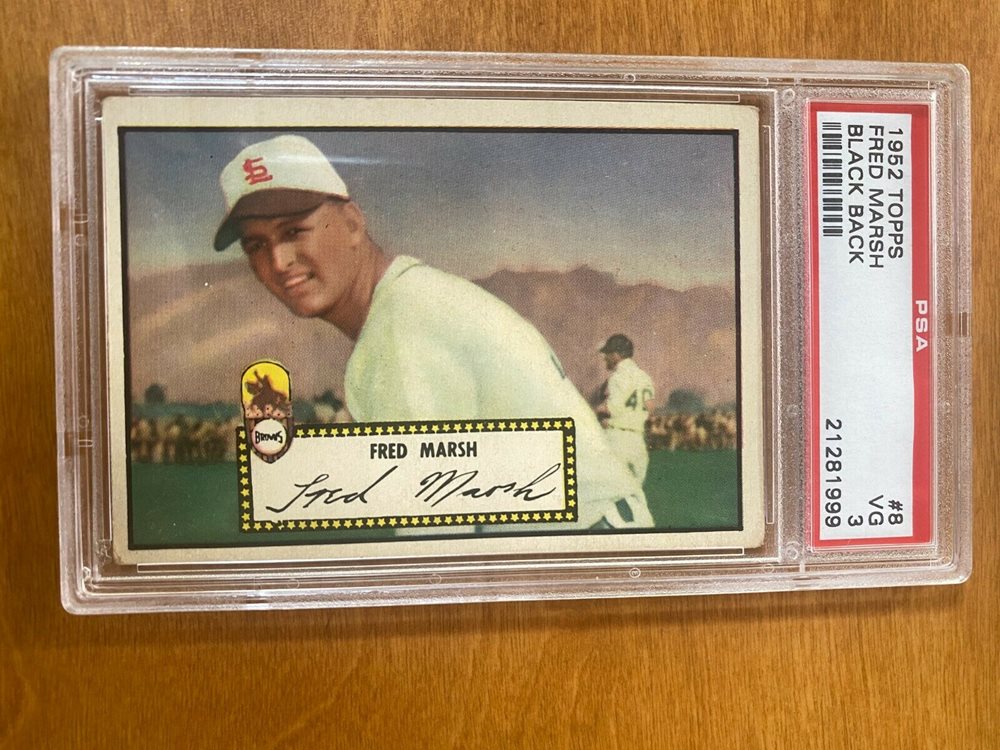 1952 TOPPS
FRED MARSH
BLACK BACK
#8
VG 3
21281999
PSA
StL
BROWNS
FRED MARSH
Fred Marsh
40